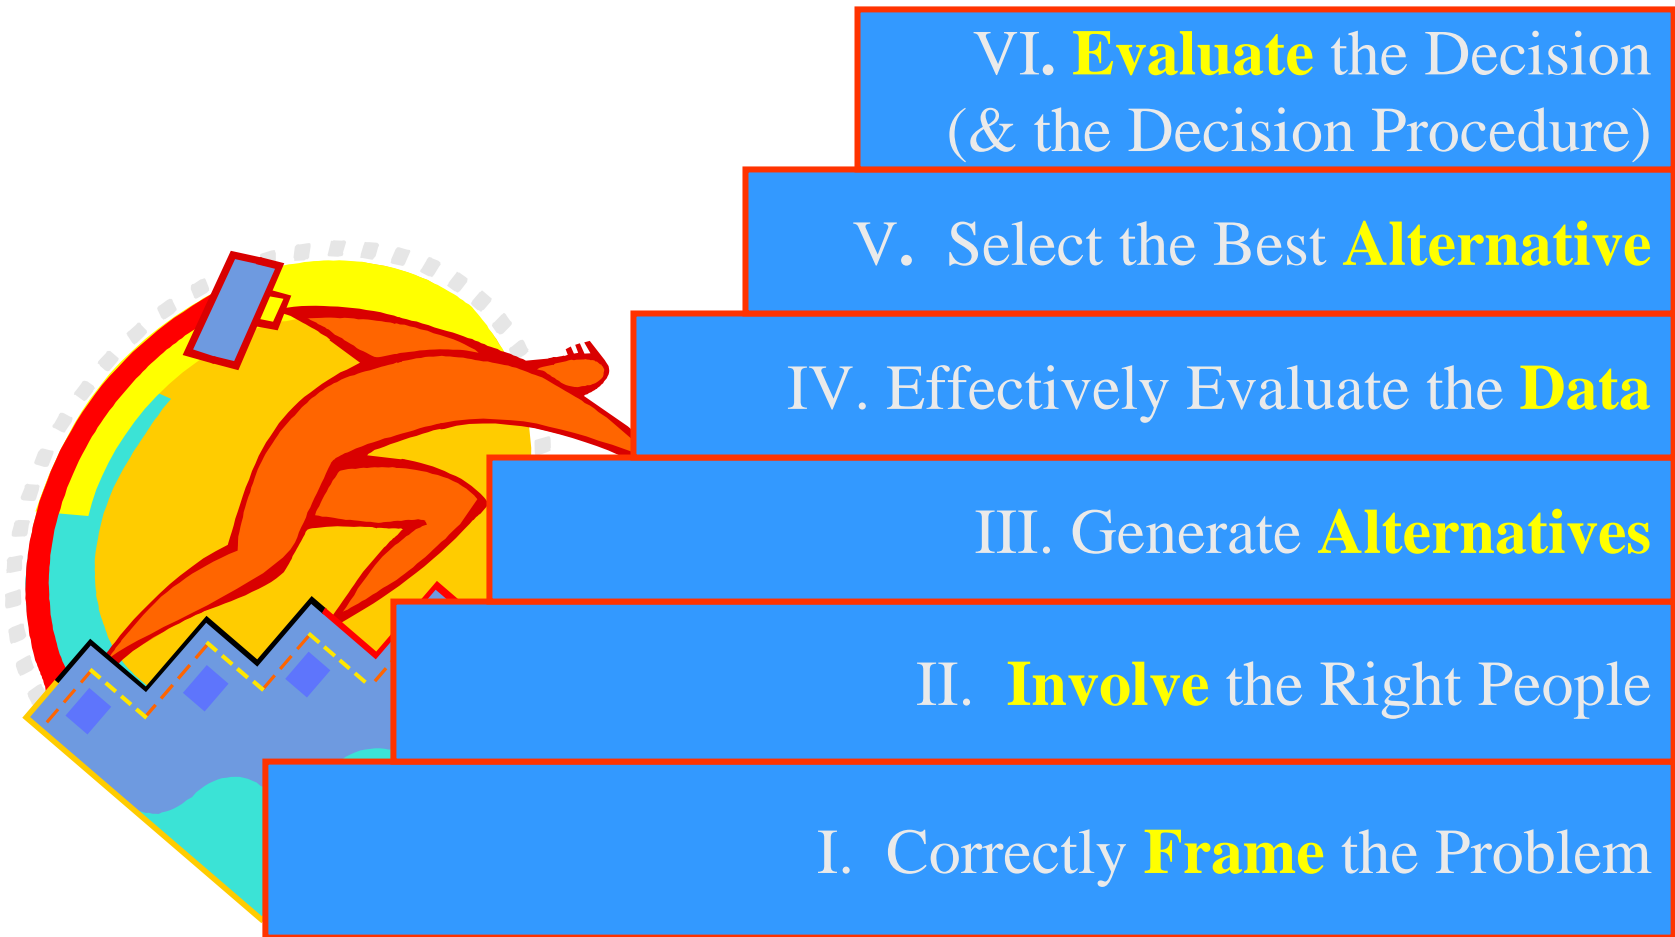 VI. Evaluate the Decision
(& the Decision Procedure)
V. Select the Best Alternative
IV. Effectively Evaluate the Data
III. Generate Alternatives
II. Involve the Right People
I. Correctly Frame the Problem